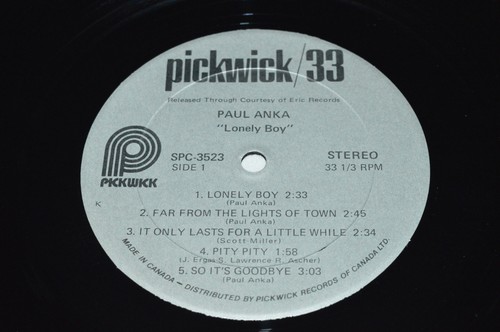 pickwick/33
Released Through Courtesy of Eric Records
PAUL ANKA
"Lonely Boy"
PICKWICK
SPC-3523
SIDE 1
STEREO
33 1/3 RPM
K
1. LONELY BOY 2:33
(Paul Anka)
2. FAR FROM THE LIGHTS OF TOWN 2:45
(Paul Anka)
3. IT ONLY LASTS FOR A LITTLE WHILE 2:34
(Scott-Miller)
4. PITY PITY 1:58
(J. Ergas S. Lawrence R. Ascher)
5. SO IT'S GOODBYE 3:03
(Paul Anka)
MADE IN CANADA - DISTRIBUTED BY PICKWICK RECORDS OF CANADA LTD.